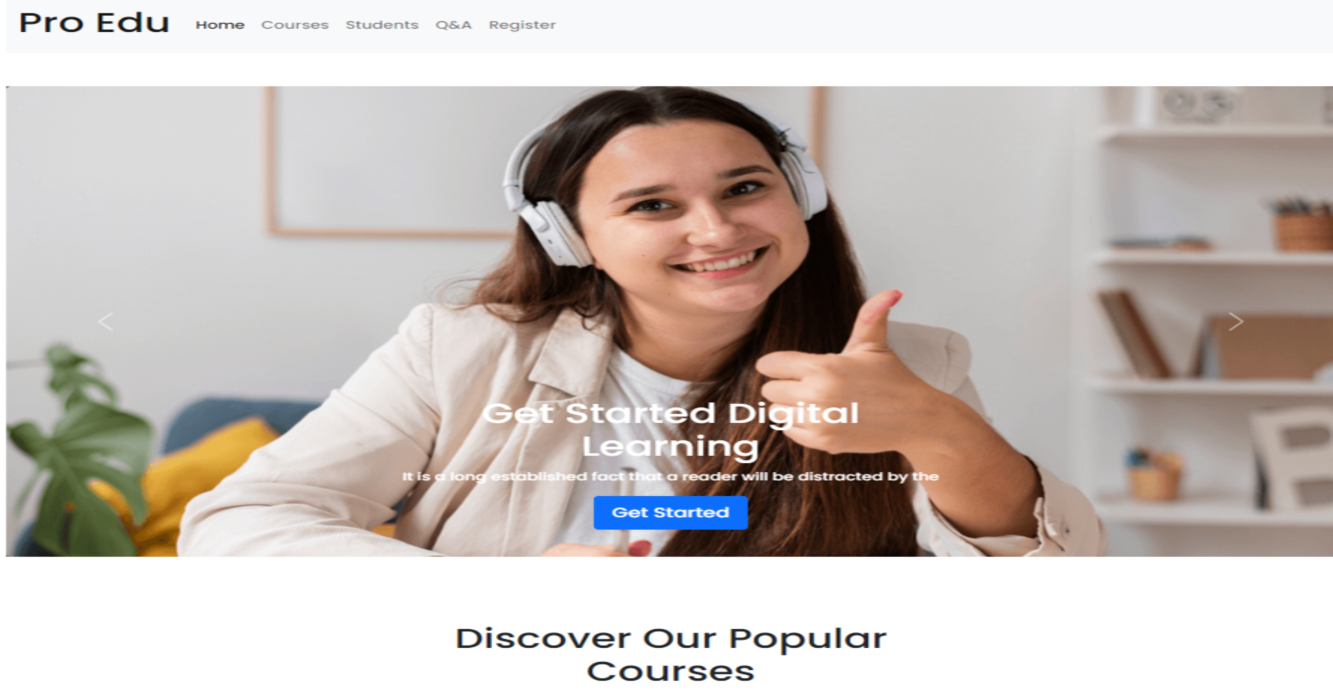 Pro Edu
Home Courses Students Q&A Register
Get Started Digital
Learning
It is a long established fact that a reader will be distracted by the
Get Started
Discover Our Popular
Courses